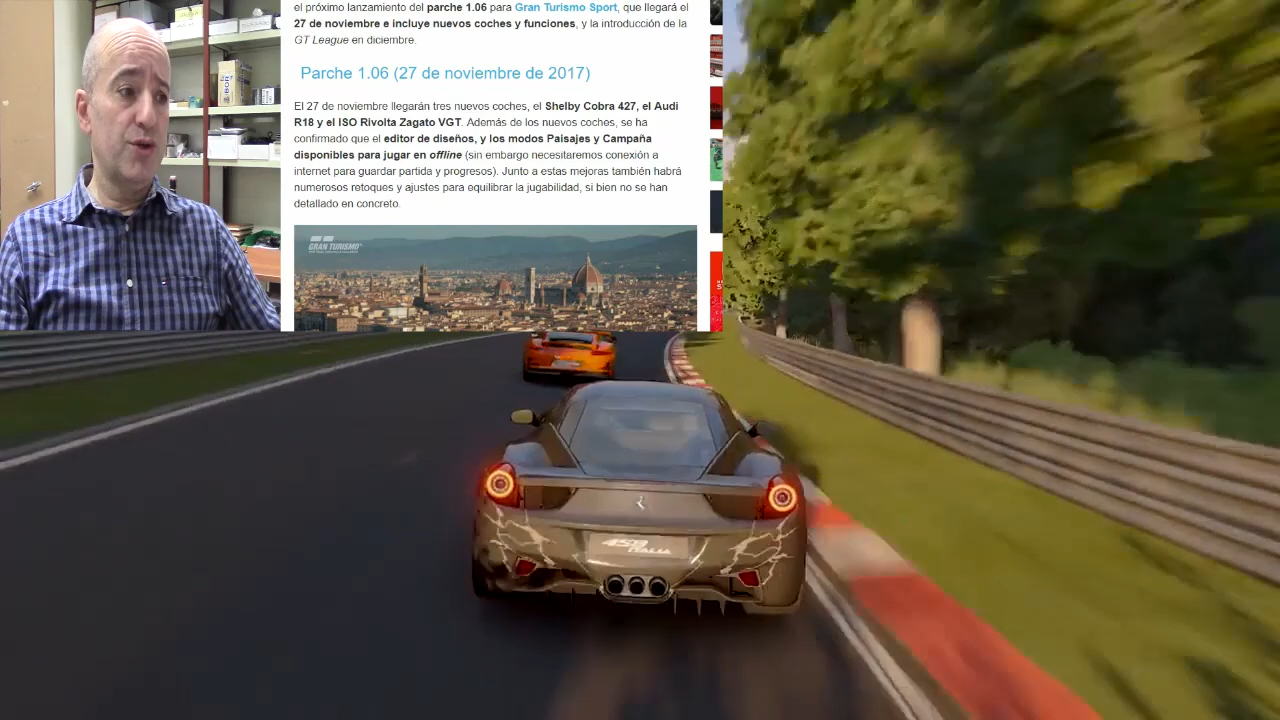 el próximo lanzamiento del parche 1.06 para Gran Turismo Sport, que llegará el
27 de noviembre e incluye nuevos coches y funciones, y la introducción de la
GT League en diciembre.
Parche 1.06 (27 de noviembre de 2017)
El 27 de noviembre llegarán tres nuevos coches, el Shelby Cobra 427, el Audi
R18 y el ISO Rivolta Zagato VGT. Además de los nuevos coches, se ha
confirmado que el editor de diseños, y los modos Paisajes y Campaña
disponibles para jugar en offline (sin embargo necesitaremos conexión a
internet para guardar partida y progresos). Junto a estas mejoras también habrá
numerosos retoques y ajustes para equilibrar la jugabilidad, si bien no se han
detallado en concreto.
GRAN TURISMO
458
ITALIA